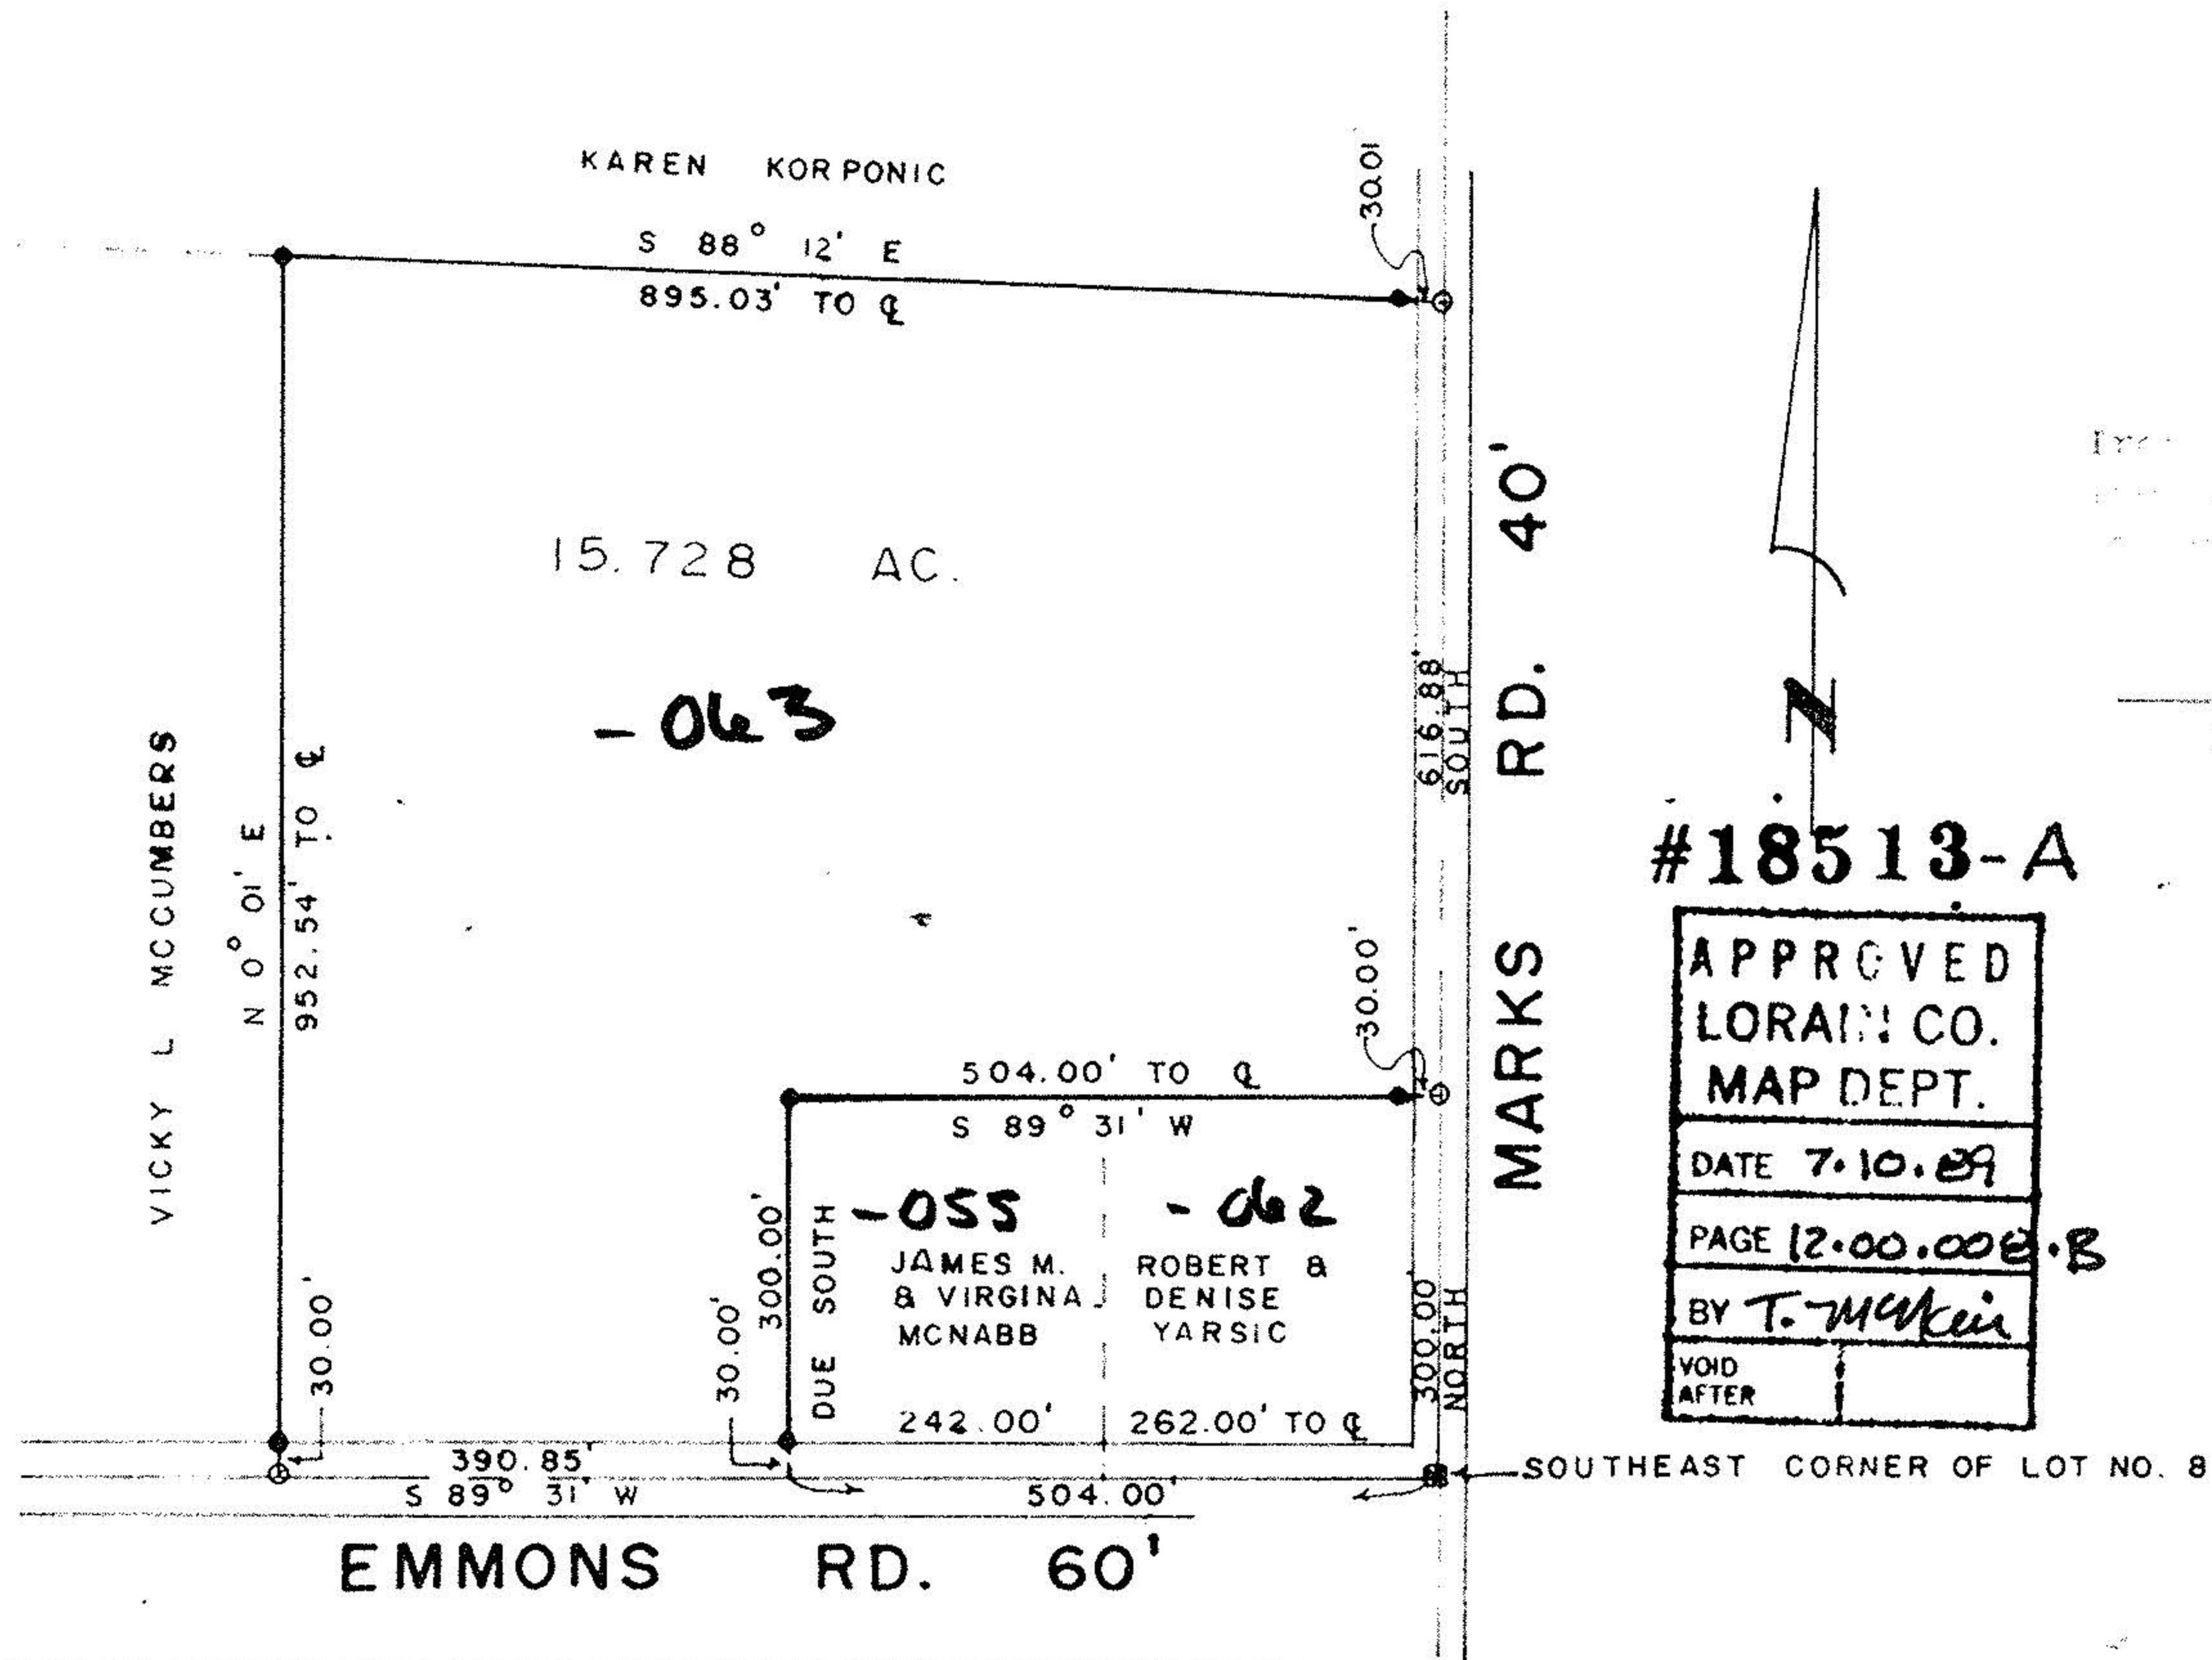 KAREN KORPONIC
S 88° 12' E
895.03' TO ℄
30.01
15.728 AC.
-063
VICKY L MCCUMBERS
N 0° 01' E
952.54' TO ℄
616.88'
SOUTH
MARKS RD. 40'
N
#18513-A
APPROVED
LORAIN CO.
MAP DEPT.
DATE 7.10.89
PAGE 12.00.008.B
BY T.
VOID
AFTER
30.00'
504.00' TO ℄
S 89° 31' W
300.00'
DUE SOUTH
-055
JAMES M.
& VIRGINA
MCNABB
242.00'
-062
ROBERT &
DENISE
YARSIC
262.00' TO ℄
300.00'
NORTH
30.00'
30.00'
390.85'
S 89° 31' W
504.00'
SOUTHEAST CORNER OF LOT NO. 8
EMMONS RD. 60'